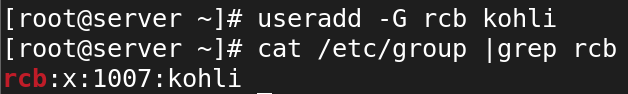 [root@server ~]# useradd -G rcb kohli
[root@server ~]# cat /etc/group |grep rcb
rcb:x:1007:kohli